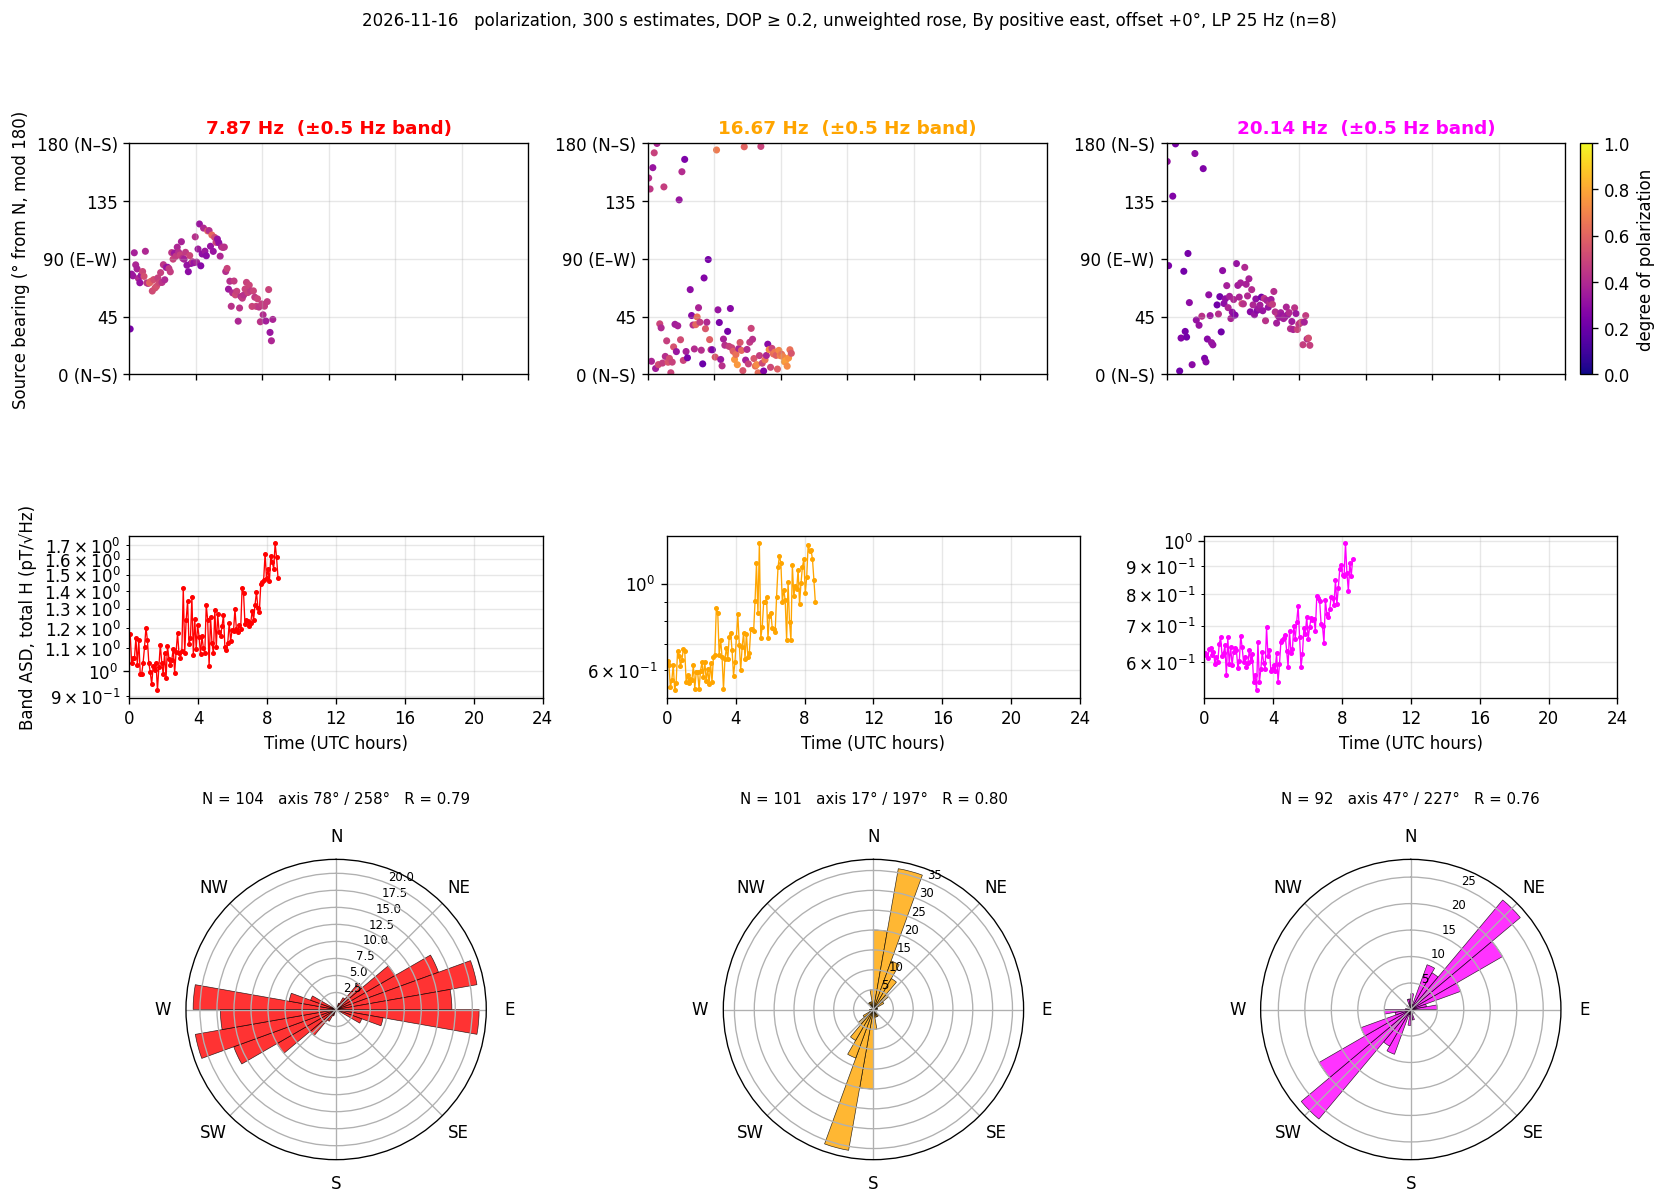 2026-11-16   polarization, 300 s estimates, DOP ≥ 0.2, unweighted rose, By positive east, offset +0°, LP 25 Hz (n=8)
7.87 Hz  (±0.5 Hz band)
16.67 Hz  (±0.5 Hz band)
20.14 Hz  (±0.5 Hz band)
Source bearing (° from N, mod 180)
180 (N–S)
135
90 (E–W)
45
0 (N–S)
180 (N–S)
135
90 (E–W)
45
0 (N–S)
180 (N–S)
135
90 (E–W)
45
0 (N–S)
1.0
0.8
0.6
0.4
0.2
0.0
degree of polarization
Band ASD, total H (pT/√Hz)
1.7 × 10⁰
1.6 × 10⁰
1.5 × 10⁰
1.4 × 10⁰
1.3 × 10⁰
1.2 × 10⁰
1.1 × 10⁰
10⁰
9 × 10⁻¹
0 4 8 12 16 20 24
Time (UTC hours)
10⁰
6 × 10⁻¹
0 4 8 12 16 20 24
Time (UTC hours)
10⁰
9 × 10⁻¹
8 × 10⁻¹
7 × 10⁻¹
6 × 10⁻¹
0 4 8 12 16 20 24
Time (UTC hours)
N = 104   axis 78° / 258°   R = 0.79
N
NW
NE
20.0
17.5
15.0
12.5
10.0
7.5
5.0
2.5
W
E
SW
SE
S
N = 101   axis 17° / 197°   R = 0.80
N
NW
NE
35
30
25
20
15
10
5
W
E
SW
SE
S
N = 92   axis 47° / 227°   R = 0.76
N
NW
NE
25
20
15
10
5
W
E
SW
SE
S